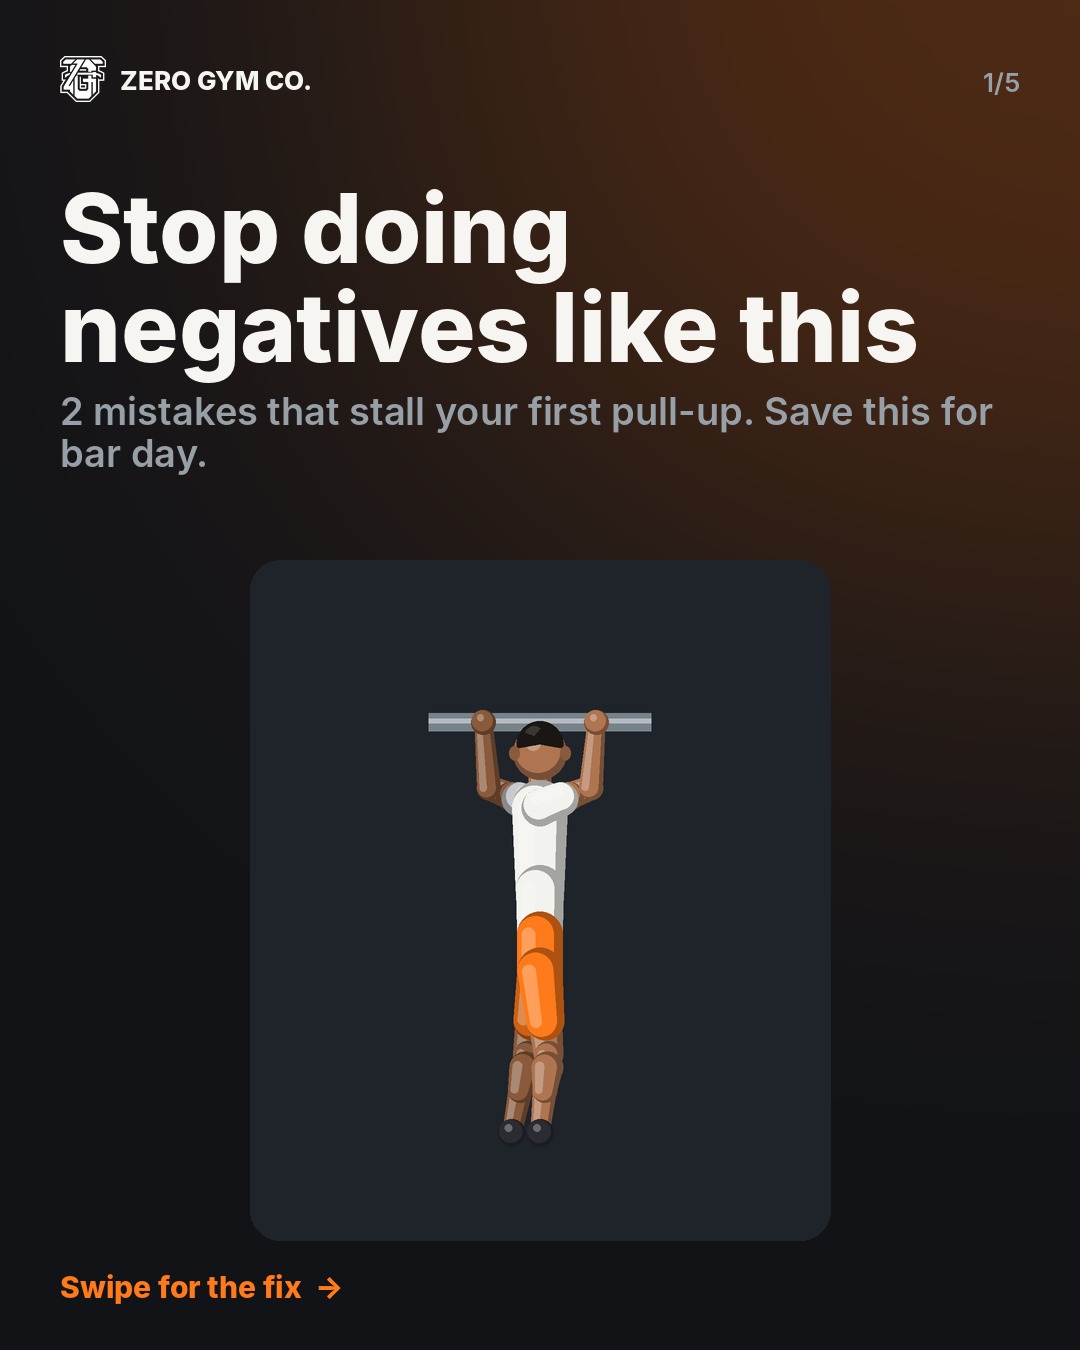 ZERO GYM CO.
1/5
Stop doing
negatives like this
2 mistakes that stall your first pull-up. Save this for
bar day.
Swipe for the fix →